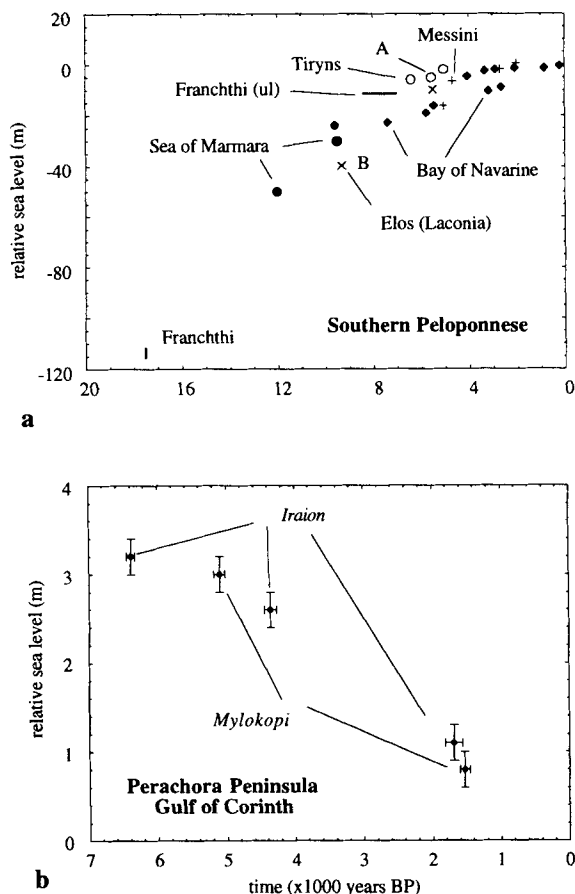 20
0
-40
-80
-120
relative sea level (m)
A
Messini
Tiryns
Franchthi (ul)
Sea of Marmara
B
Bay of Navarine
Elos (Laconia)
Franchthi
Southern Peloponnese
20 16 12 8 4 0
a
4
3
2
1
0
relative sea level (m)
Iraion
Mylokopi
Perachora Peninsula
Gulf of Corinth
7 6 5 4 3 2 1 0
b
time (x1000 years BP)